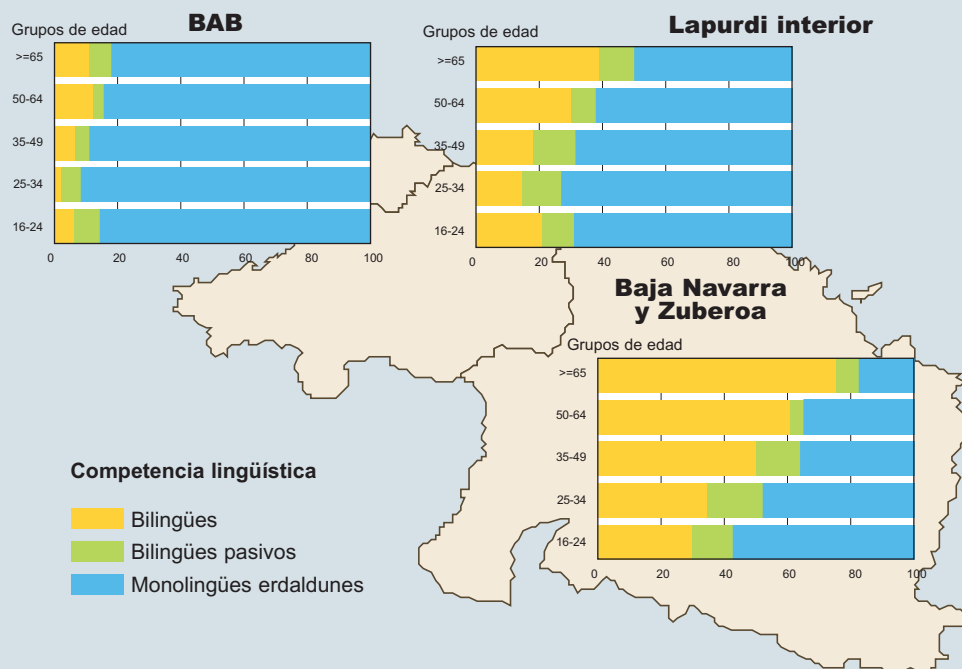 BAB
Grupos de edad
>=65
50-64
35-49
25-34
16-24
0 20 40 60 80 100
Lapurdi interior
Grupos de edad
>=65
50-64
35-49
25-34
16-24
0 20 40 60 80 100
Baja Navarra
y Zuberoa
Grupos de edad
>=65
50-64
35-49
25-34
16-24
0 20 40 60 80 100
Competencia lingüística
Bilingües
Bilingües pasivos
Monolingües erdaldunes